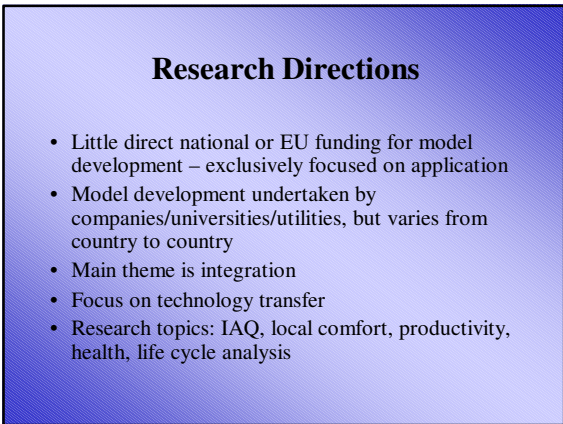 Research Directions
• Little direct national or EU funding for model
development – exclusively focused on application
• Model development undertaken by
companies/universities/utilities, but varies from
country to country
• Main theme is integration
• Focus on technology transfer
• Research topics: IAQ, local comfort, productivity,
health, life cycle analysis